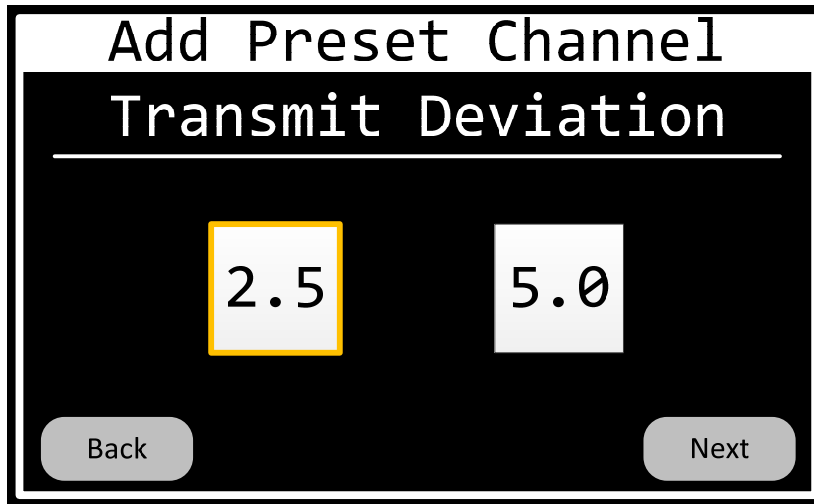 Add Preset Channel
Transmit Deviation
2.5 5.0
Back Next